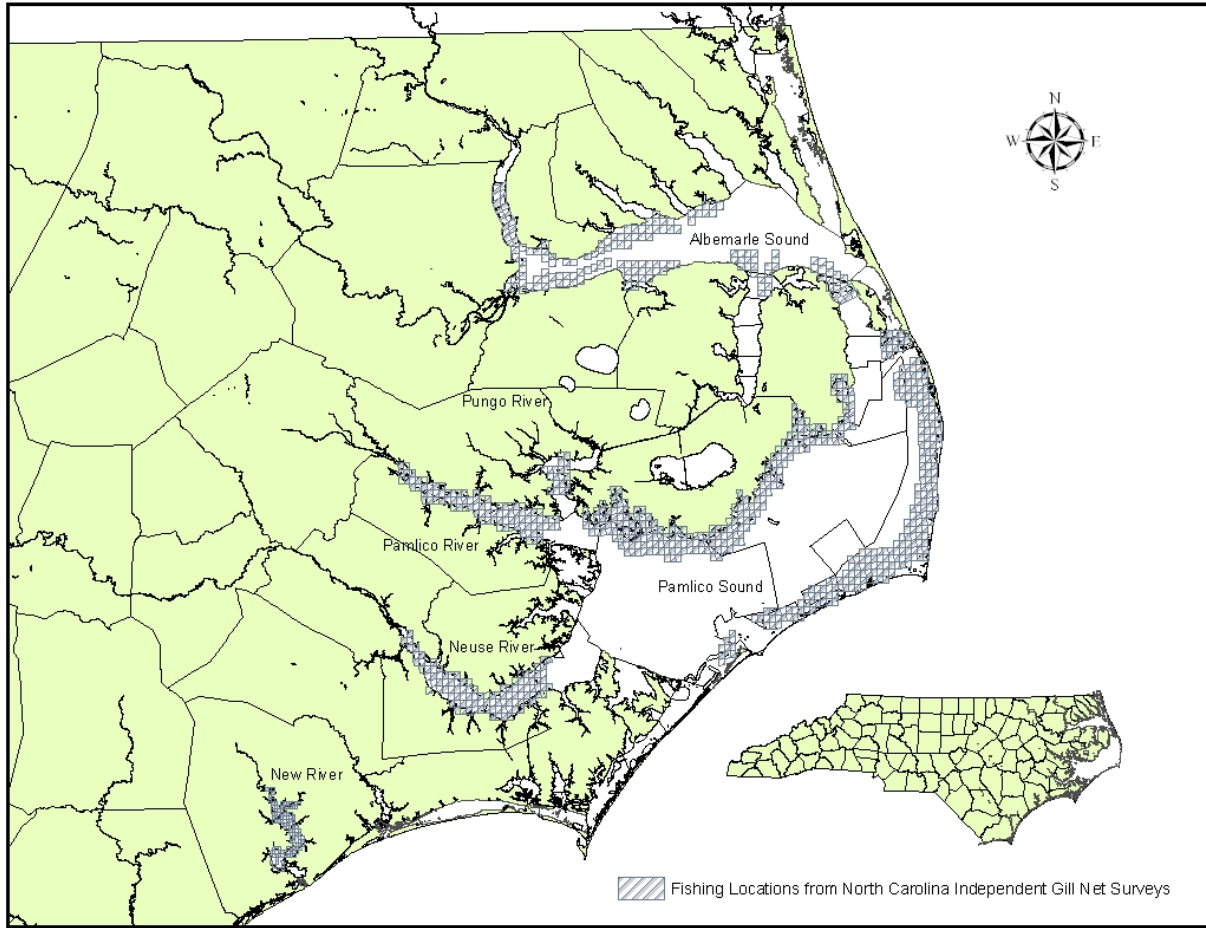 N
W E
S
Albemarle Sound
Pungo River
Pamlico River
Pamlico Sound
Neuse River
New River
Fishing Locations from North Carolina Independent Gill Net Surveys